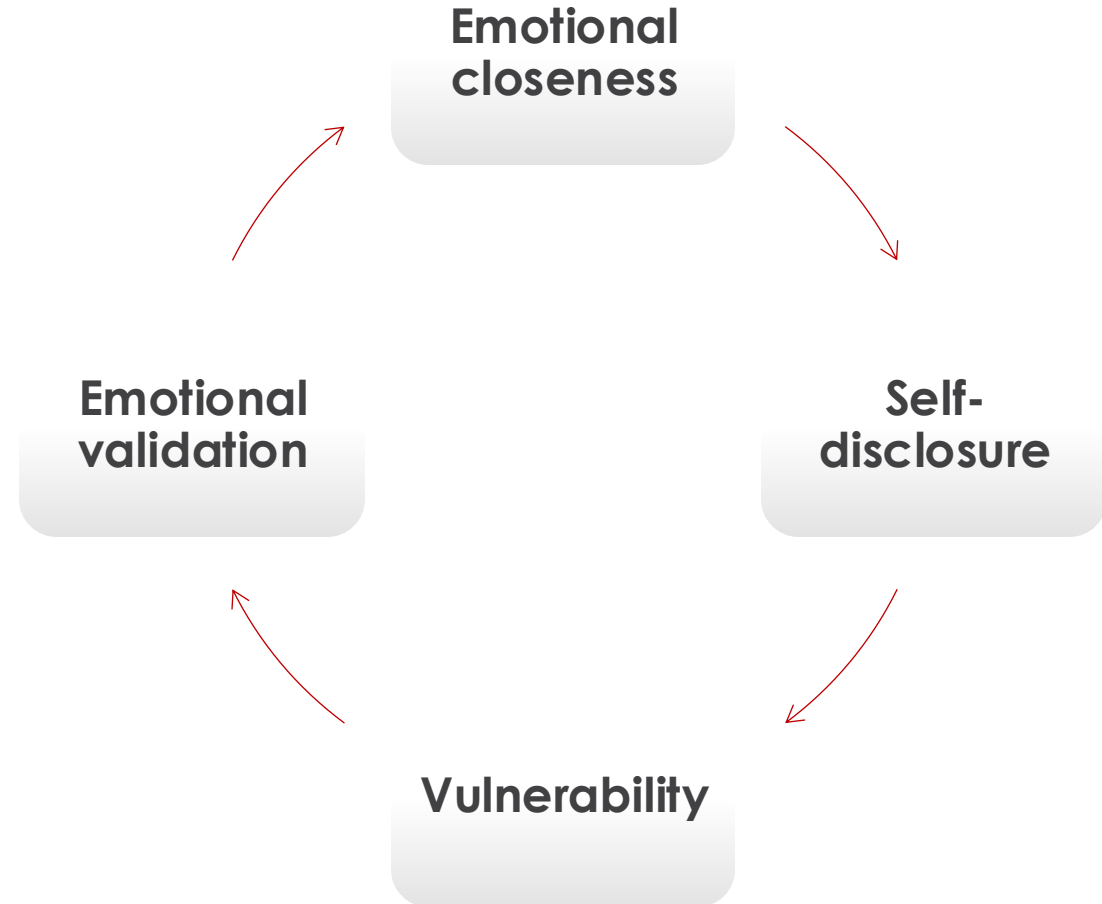 Emotional
closeness
Emotional
validation
Self-
disclosure
Vulnerability